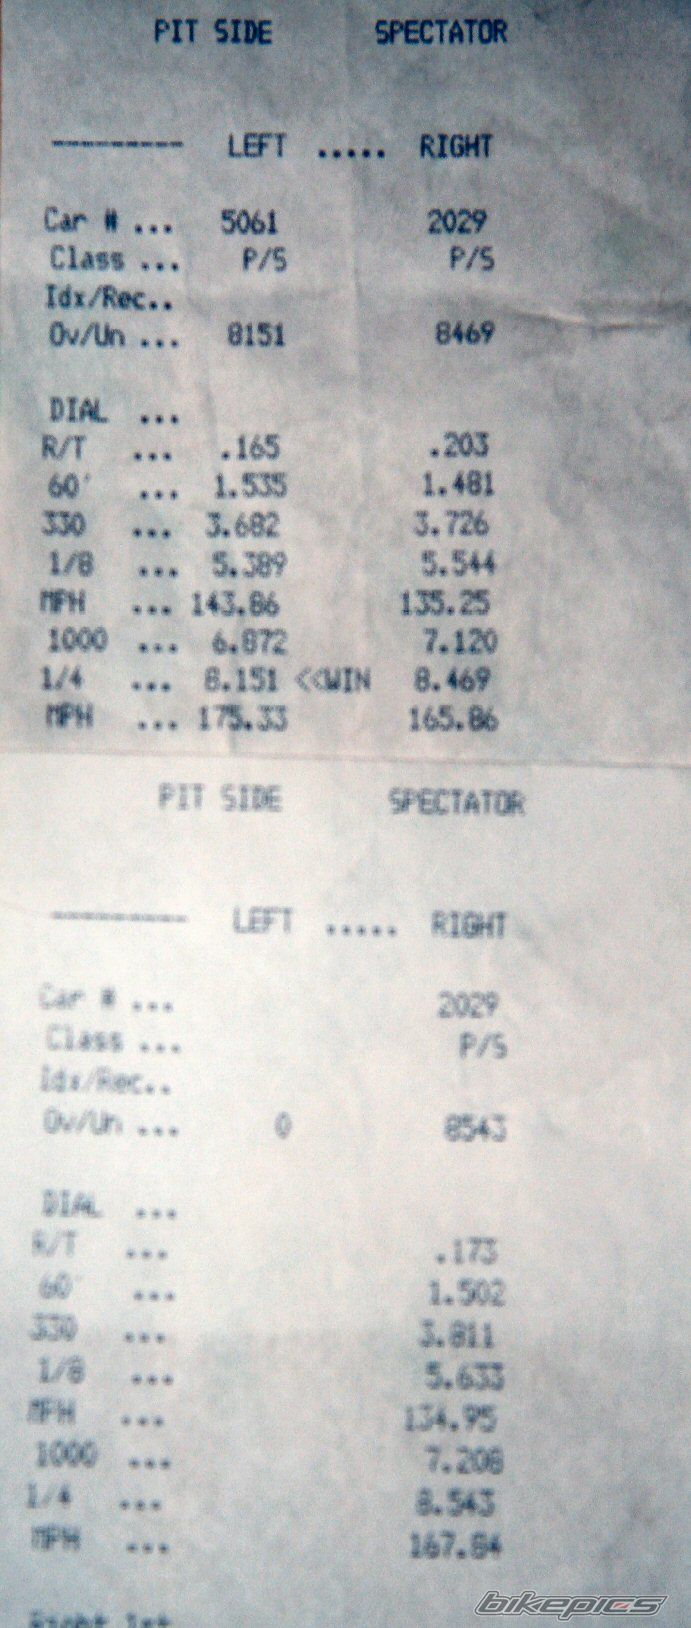 PIT SIDE SPECTATOR
--------- LEFT ..... RIGHT
Car # ... 5061 2029
Class ... P/S P/S
Idx/Rec..
Ov/Un ... 8151 8469
DIAL ...
R/T ... .165 .203
60' ... 1.535 1.481
330 ... 3.682 3.726
1/8 ... 5.389 5.544
MPH ... 143.86 135.25
1000 ... 6.872 7.120
1/4 ... 8.151 <<WIN 8.469
MPH ... 175.33 165.86
PIT SIDE SPECTATOR
--------- LEFT ..... RIGHT
Car # ... 2029
Class ... P/S
Idx/Rec..
Ov/Un ... 0 8543
DIAL ...
R/T ... .173
60' ... 1.502
330 ... 3.811
1/8 ... 5.633
MPH ... 134.95
1000 ... 7.208
1/4 ... 8.543
MPH ... 167.84
Right 1st
bikepics